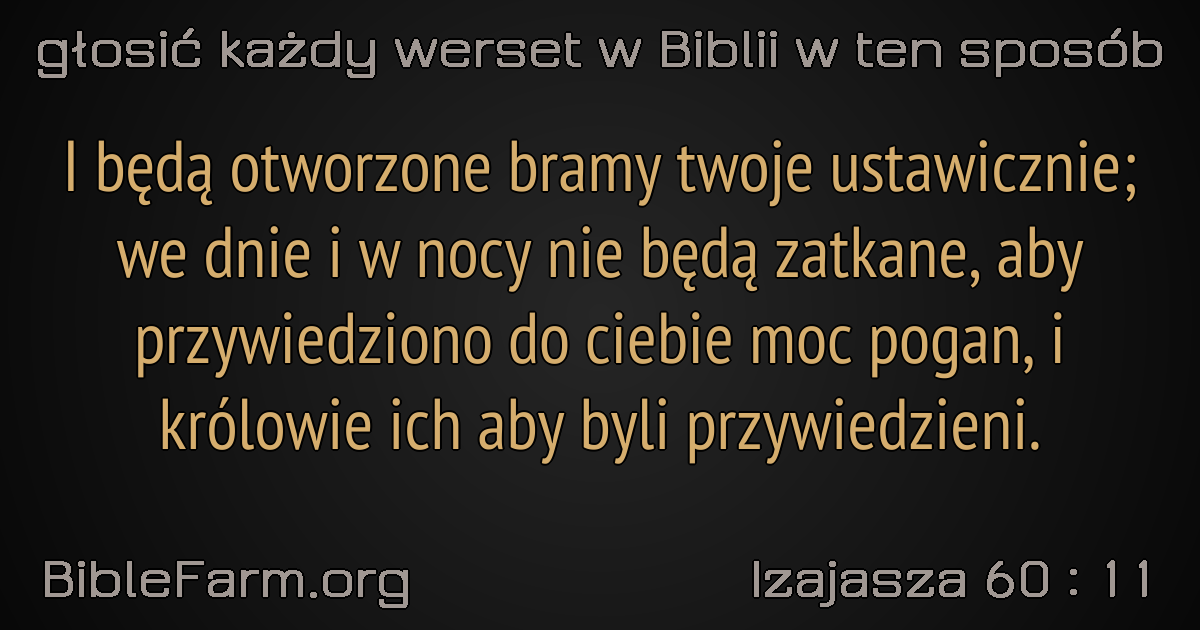 głosić każdy werset w Biblii w ten sposób
I będą otworzone bramy twoje ustawicznie;
we dnie i w nocy nie będą zatkane, aby
przywiedziono do ciebie moc pogan, i
królowie ich aby byli przywiedzieni.
BibleFarm.org
Izajasza 60 : 11